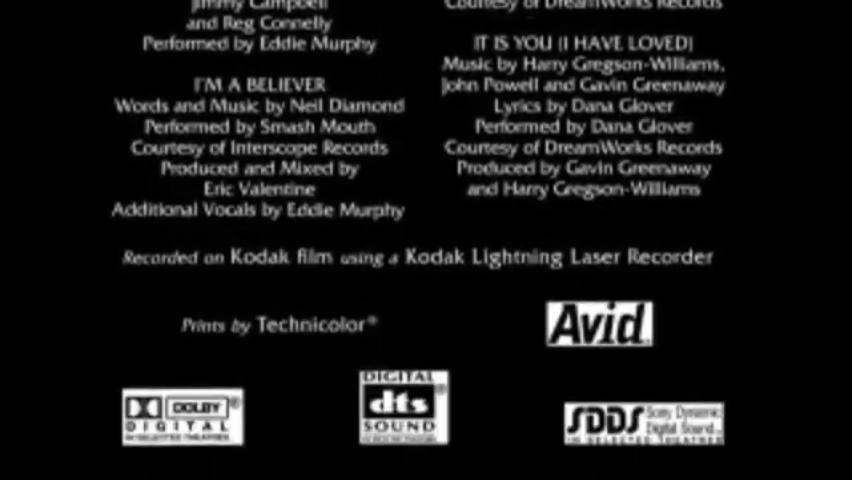 Jimmy Campbell
and Reg Connelly
Performed by Eddie Murphy
I'M A BELIEVER
Words and Music by Neil Diamond
Performed by Smash Mouth
Courtesy of Interscope Records
Produced and Mixed by
Eric Valentine
Additional Vocals by Eddie Murphy
Courtesy of DreamWorks Records
IT IS YOU (I HAVE LOVED)
Music by Harry Gregson-Williams,
John Powell and Gavin Greenaway
Lyrics by Dana Glover
Performed by Dana Glover
Courtesy of DreamWorks Records
Produced by Gavin Greenaway
and Harry Gregson-Williams
Recorded on Kodak film using a Kodak Lightning Laser Recorder
Prints by Technicolor®
Avid
DOLBY®
DIGITAL
IN SELECTED THEATRES
DIGITAL
dts®
SOUND
SDDS Sony Dynamic
Digital Sound
IN SELECTED THEATRES